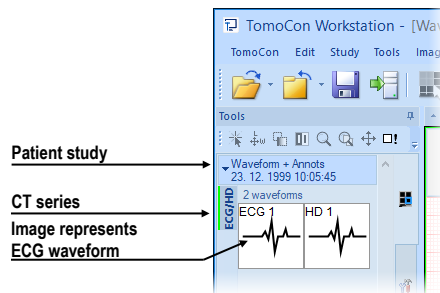 TomoCon Workstation - [Wav
TomoCon Edit Study Tools Imag
Tools
Patient study
Waveform + Annots
23. 12. 1999 10:05:45
CT series
ECG/HD
2 waveforms
Image represents
ECG waveform
ECG 1 HD 1